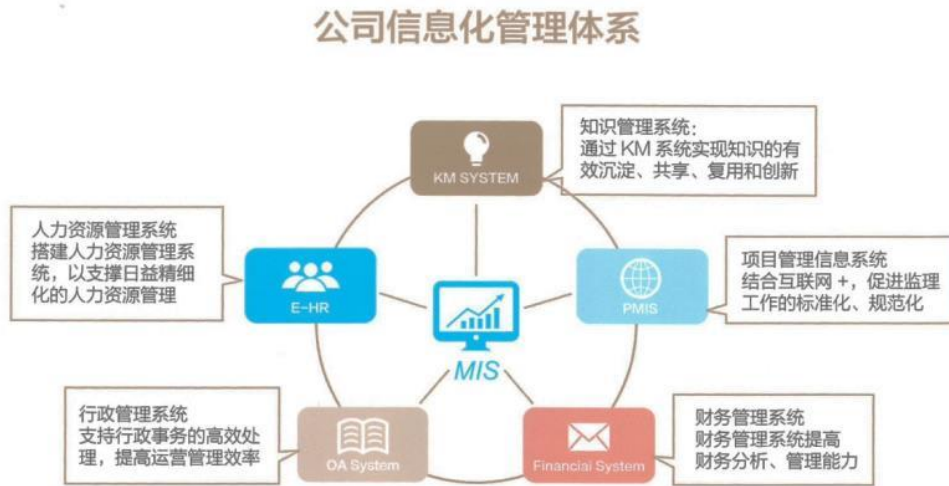 公司信息化管理体系
知识管理系统：
通过 KM 系统实现知识的有
效沉淀、共享、复用和创新
KM SYSTEM
人力资源管理系统
搭建人力资源管理系
统，以支撑日益精细
化的人力资源管理
E-HR
项目管理信息系统
结合互联网 +，促进监理
工作的标准化、规范化
PMIS
MIS
行政管理系统
支持行政事务的高效处
理，提高运营管理效率
OA System
Financial System
财务管理系统
财务管理系统提高
财务分析、管理能力